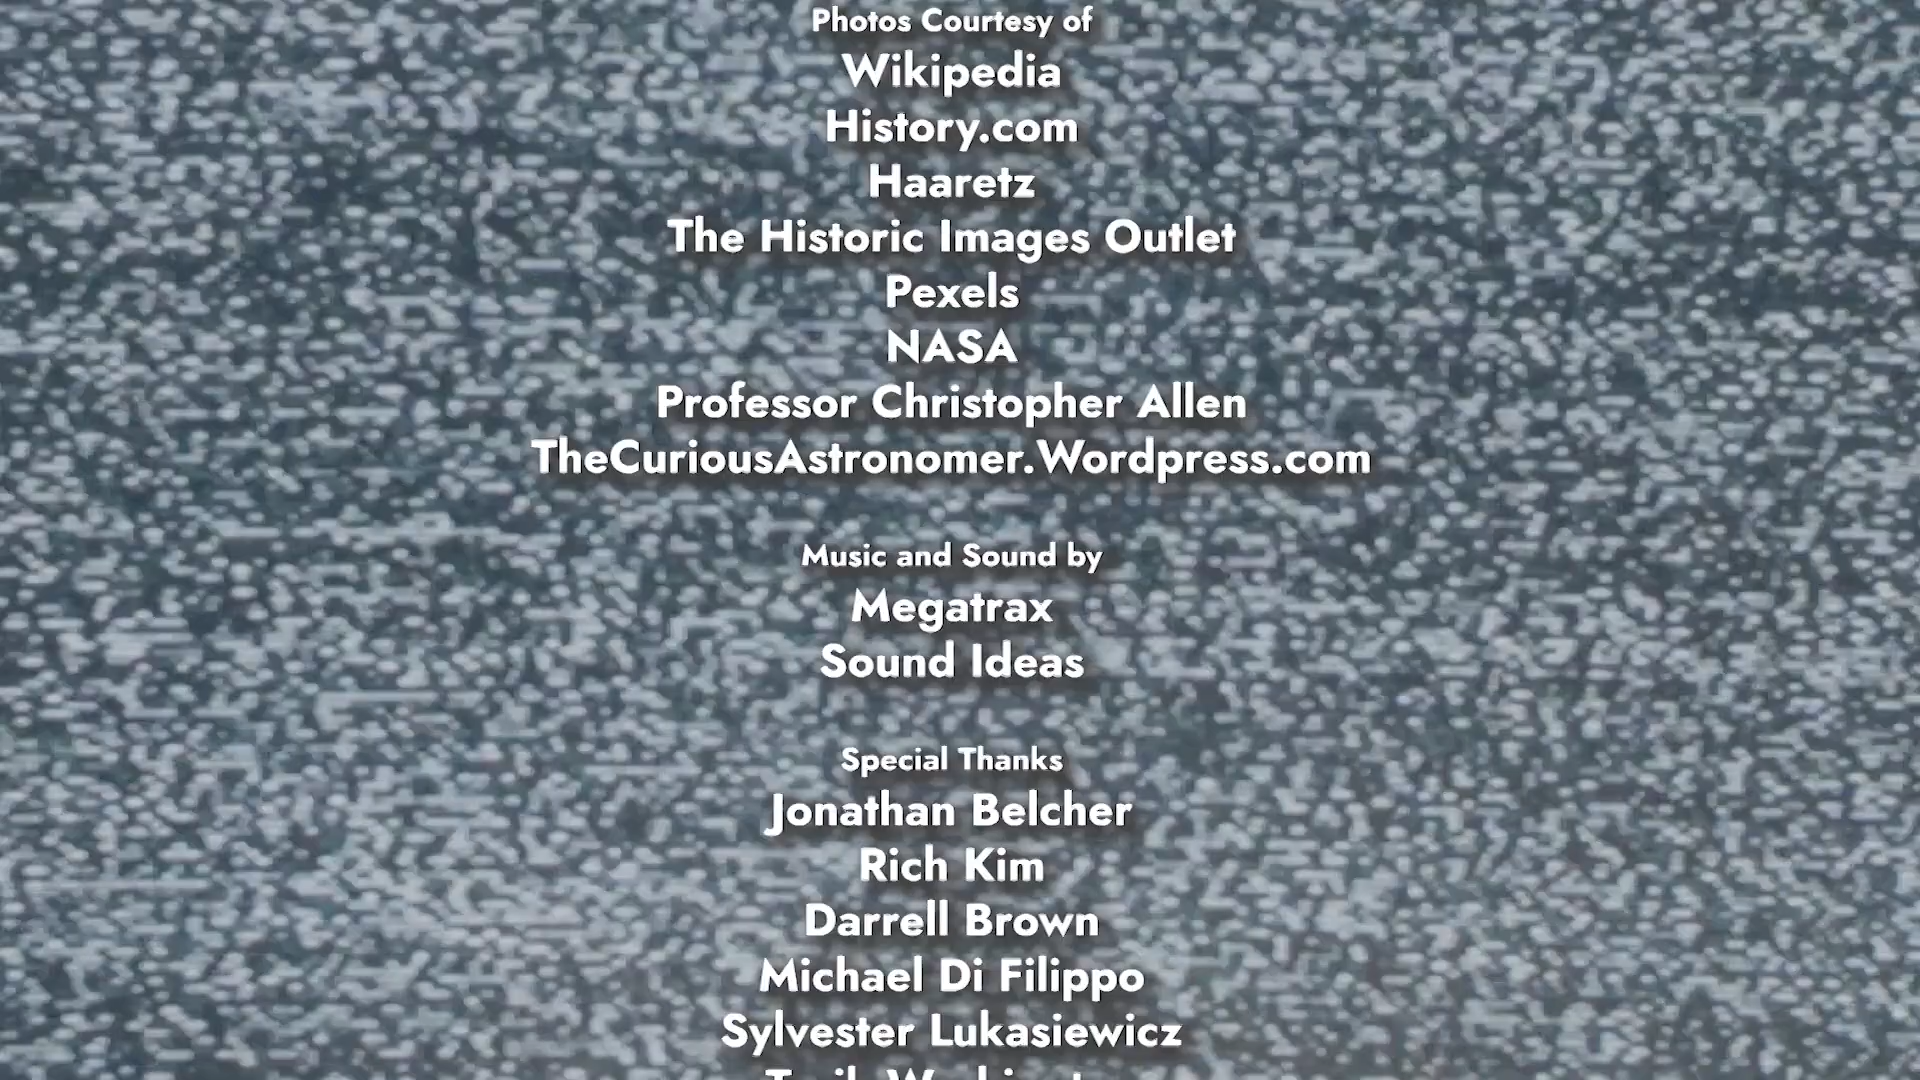 Photos Courtesy of
Wikipedia
History.com
Haaretz
The Historic Images Outlet
Pexels
NASA
Professor Christopher Allen
TheCuriousAstronomer.Wordpress.com
Music and Sound by
Megatrax
Sound Ideas
Special Thanks
Jonathan Belcher
Rich Kim
Darrell Brown
Michael Di Filippo
Sylvester Lukasiewicz